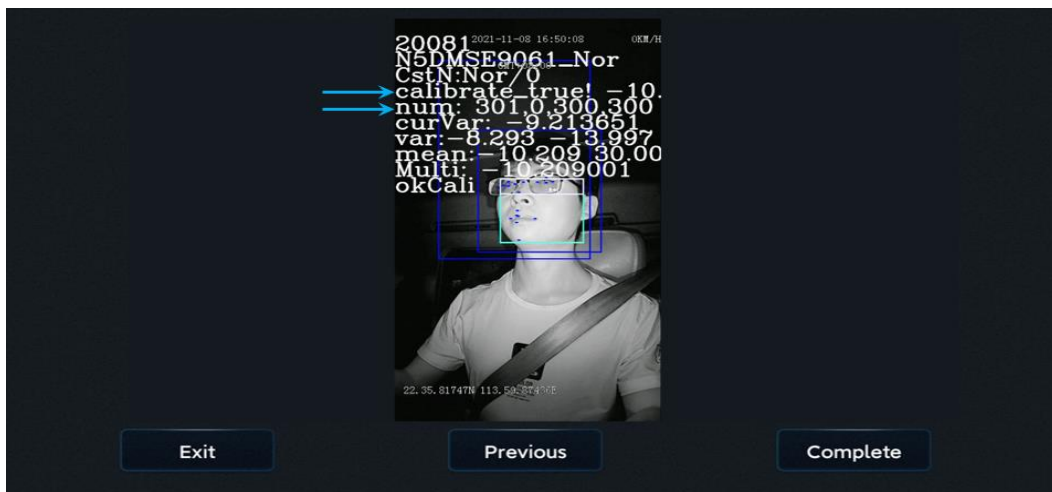 2021-11-08 16:50:08 0KM/H
20081
N5DMSE9061_Nor
CstN:Nor/0
calibrate_true! -10.
num: 301,0,300,300
curVar: -9.213651
var:-8.293 -13.997
mean:-10.209 30.00
Multi: -10.209001
okCali
22.35.81747N
Exit Previous Complete